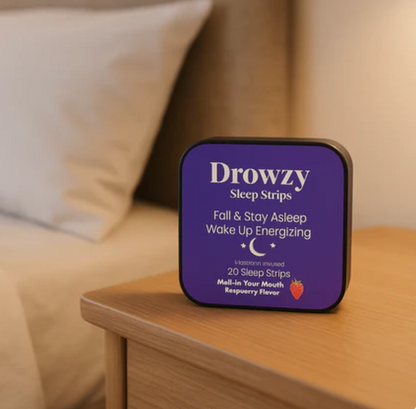 Drowzy
Sleep Strips
Fall & Stay Asleep
Wake Up Energizing
20 Sleep Strips
Mell-in Your Mouth
Respuerry Flavor